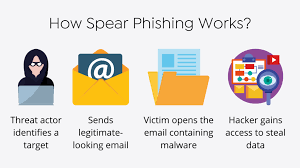 How Spear Phishing Works?
Threat actor
identifies a
target
Sends
legitimate-
looking email
Victim opens the
email containing
malware
Hacker gains
access to steal
data